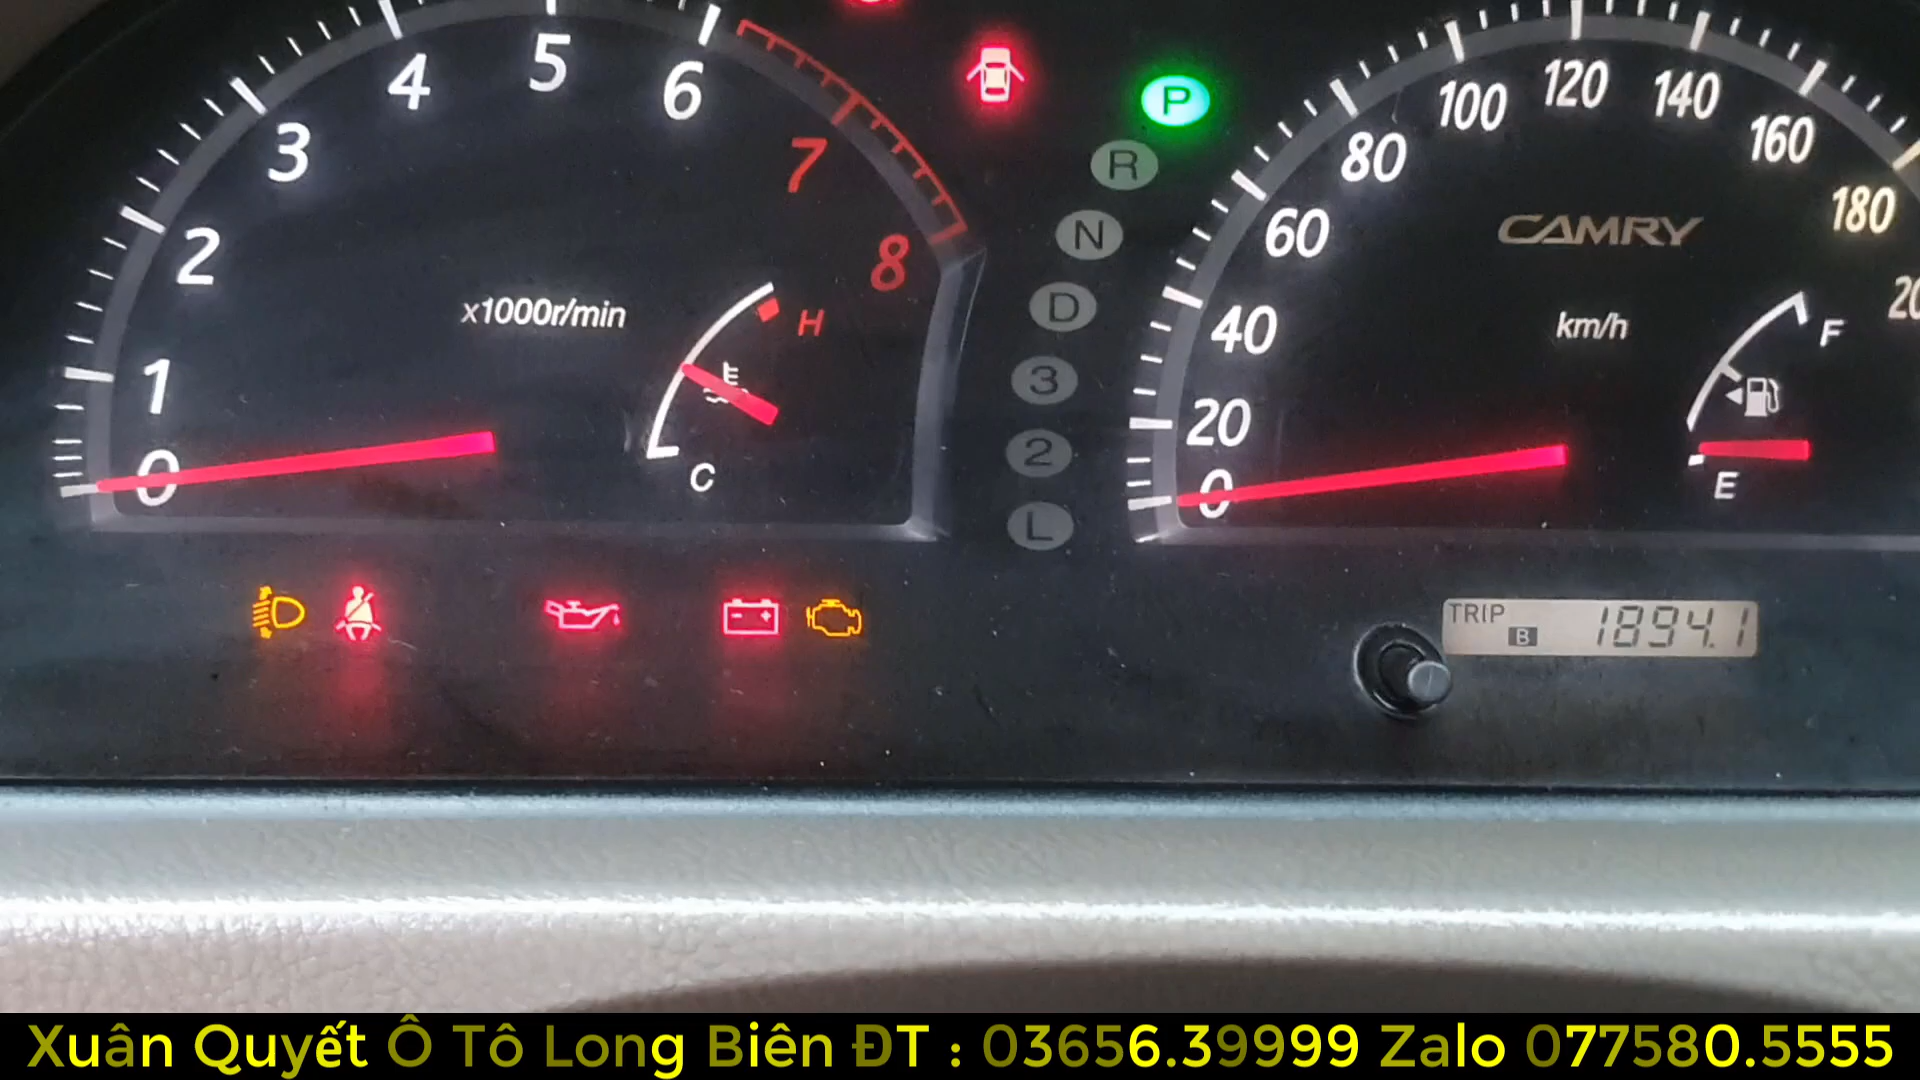 4 5 6
3 7
2 8
1
0
x1000r/min
H
C
P
R
N
D
3
2
L
100 120 140
80 160
60 180
40
20
0
CAMRY
km/h
F
E
TRIP B 1894.1
Xuân Quyết Ô Tô Long Biên ĐT : 03656.39999 Zalo 077580.5555